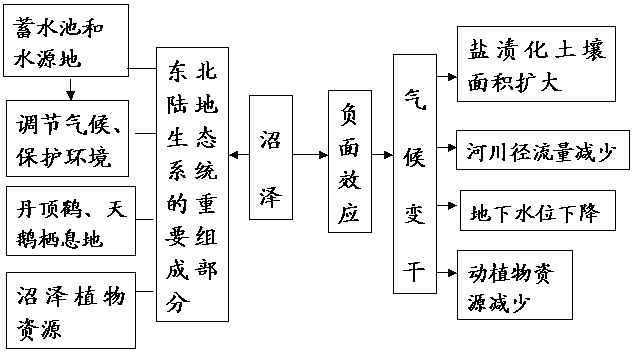 蓄水池和
水源地
调节气候、
保护环境
丹顶鹤、天
鹅栖息地
沼泽植物
资源
东北
陆地
生态
系统
的重
要组
成部
分
沼泽
负面效应
气候变干
盐渍化土壤
面积扩大
河川径流量减少
地下水位下降
动植物资
源减少